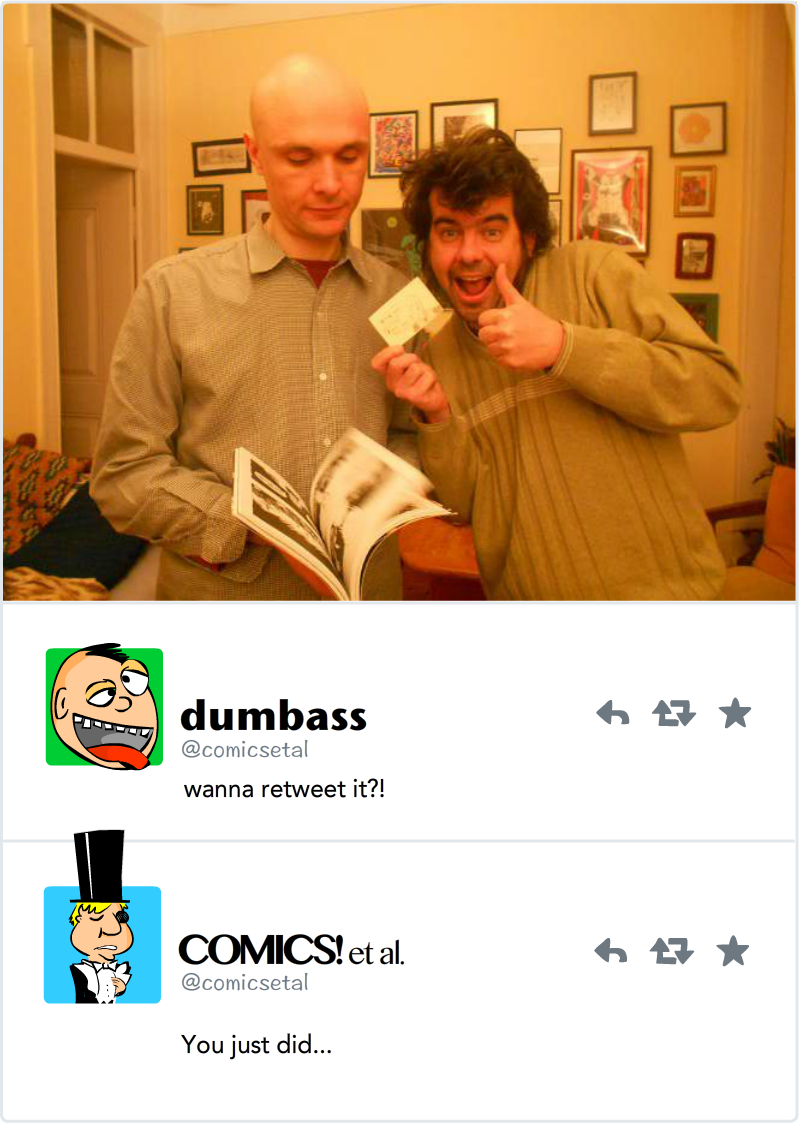 dumbass
@comicsetal
wanna retweet it?!
COMICS! et al.
@comicsetal
You just did...